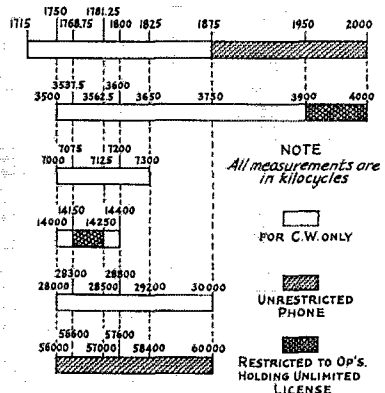 1750 1781.25
1715 1768.75 1800 1825 1875 1950 2000
3537.5 3600
3500 3562.5 3650 3750 3900 4000
7075 7200
7000 7125 7300
14150 14400
14000 14250
28300 28800
28000 28500 29200 30000
56600 57600
56000 57000 58400 60000
NOTE
All measurements are
in kilocycles
FOR C.W. ONLY
UNRESTRICTED
PHONE
RESTRICTED TO OP'S.
HOLDING UNLIMITED
LICENSE